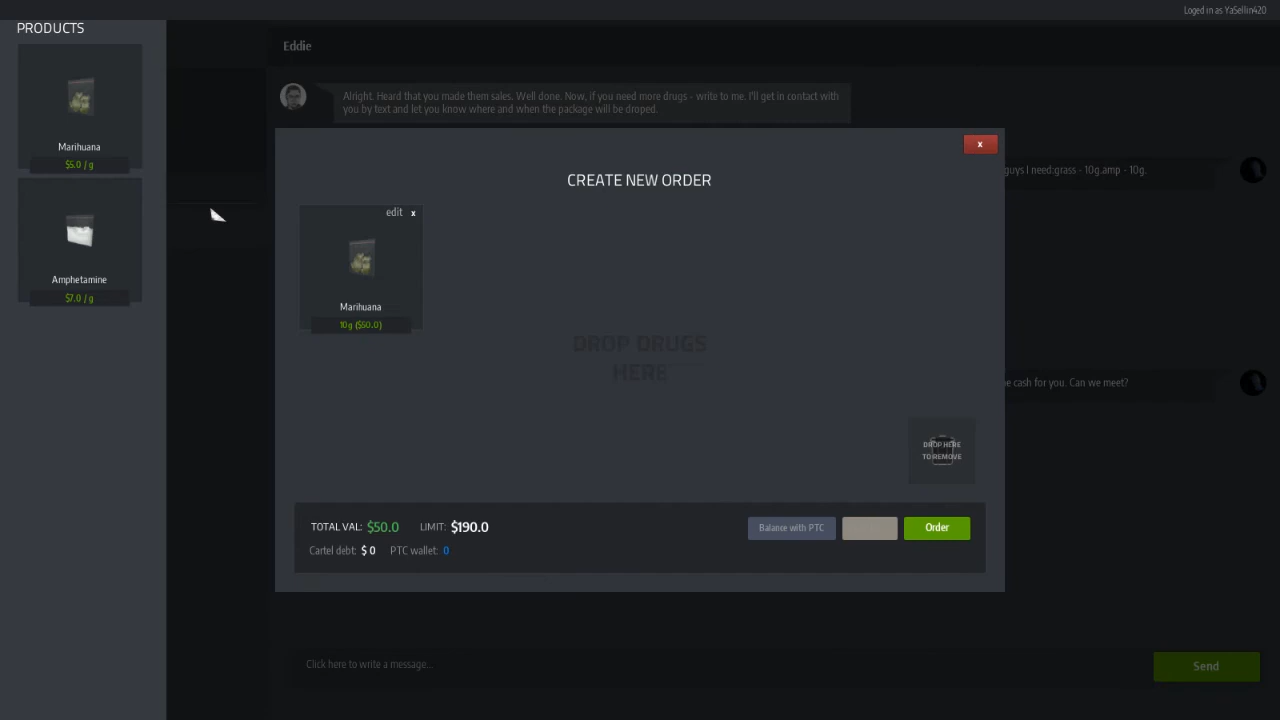 Loged in as YaSellin420
PRODUCTS
Marihuana
$5.0 / g
Amphetamine
$7.0 / g
Eddie
Alright. Heard that you made them sales. Well done. Now, if you need more drugs - write to me. I'll get in contact with
you by text and let you know where and when the package will be droped.
guys I need:grass - 10g.amp - 10g.
e cash for you. Can we meet?
x
CREATE NEW ORDER
edit x
Marihuana
10g ($50.0)
DROP DRUGS
HERE
DROP HERE
TO REMOVE
TOTAL VAL: $50.0 LIMIT: $190.0
Balance with PTC
Order
Cartel debt: $ 0 PTC wallet: 0
Click here to write a message...
Send